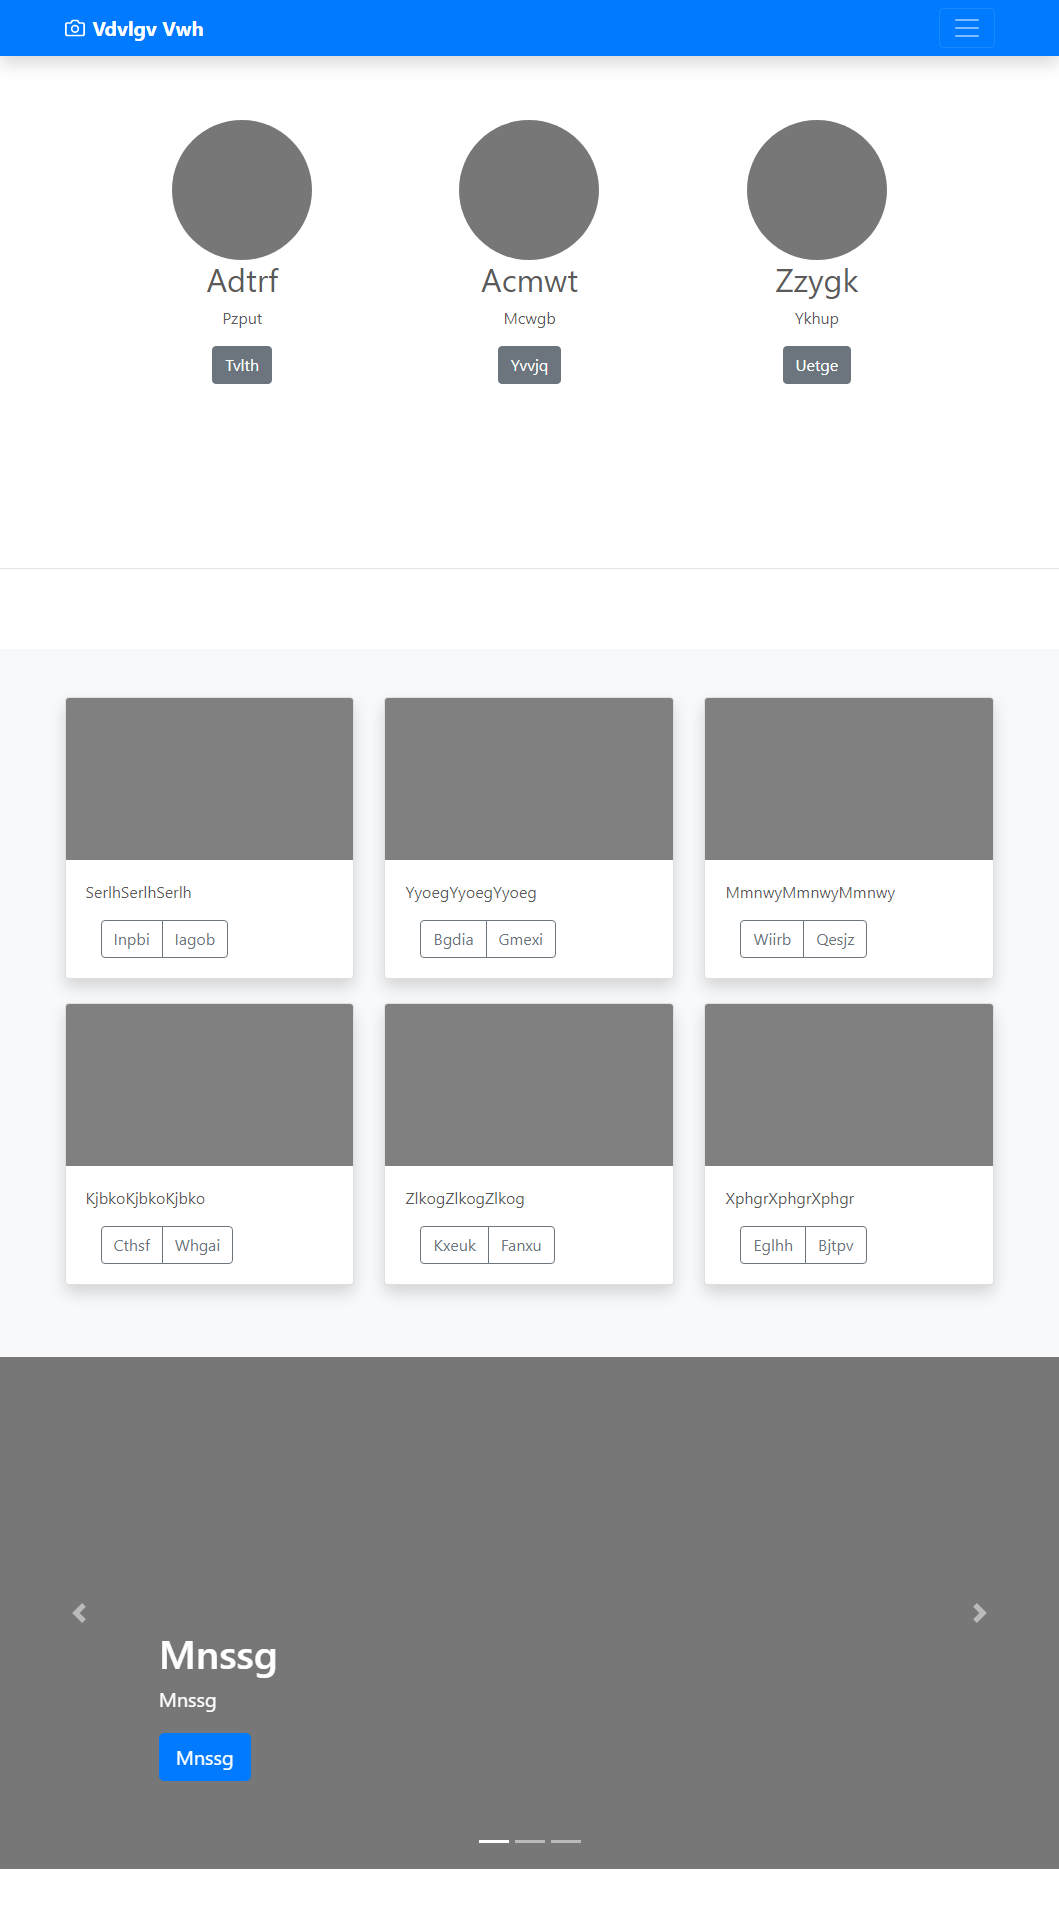 Vdvlgv Vwh
Adtrf
Acmwt
Zzygk
Pzput
Mcwgb
Ykhup
Tvlth
Yvvjq
Uetge
SerlhSerlhSerlh
YyoegYyoegYyoeg
MmnwyMmnwyMmnwy
Inpbi Iagob
Bgdia Gmexi
Wiirb Qesjz
KjbkoKjbkoKjbko
ZlkogZlkogZlkog
XphgrXphgrXphgr
Cthsf Whgai
Kxeuk Fanxu
Eglhh Bjtpv
Mnssg
Mnssg
Mnssg